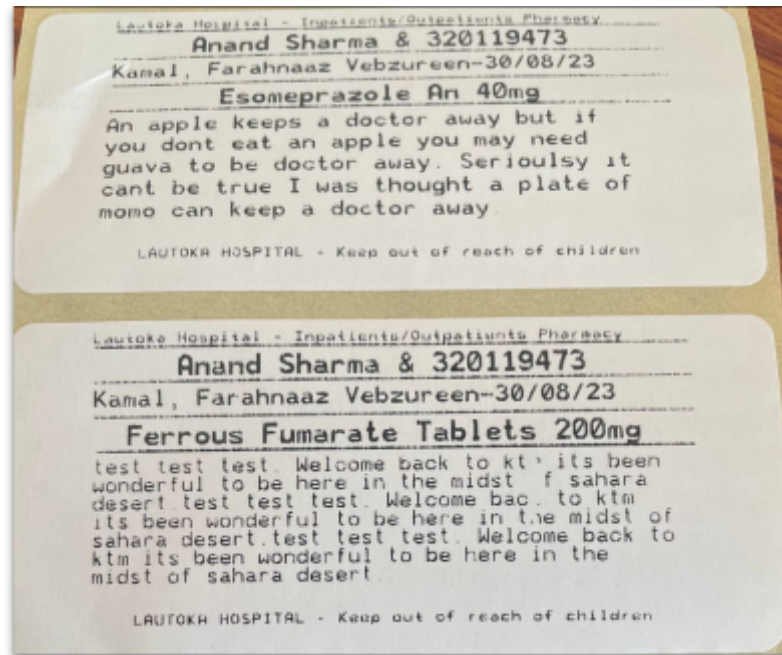 Lautoka Hospital - Inpatients/Outpatients Pharmacy
Anand Sharma & 320119473
Kamal, Farahnaaz Vebzureen-30/08/23
Esomeprazole An 40mg
An apple keeps a doctor away but if
you dont eat an apple you may need
guava to be doctor away. Serioulsy it
cant be true I was thought a plate of
momo can keep a doctor away
LAUTOKA HOSPITAL - Keep out of reach of children
Lautoka Hospital - Inpatients/Outpatients Pharmacy
Anand Sharma & 320119473
Kamal, Farahnaaz Vebzureen-30/08/23
Ferrous Fumarate Tablets 200mg
test test test. Welcome back to its been
wonderful to be here in the midst sahara
desert.test test test. Welcome to ktm
its been wonderful to be here in the midst of
sahara desert.test test test. Welcome back to
ktm its been wonderful to be here in the
midst of sahara desert
LAUTOKA HOSPITAL - Keep out of reach of children